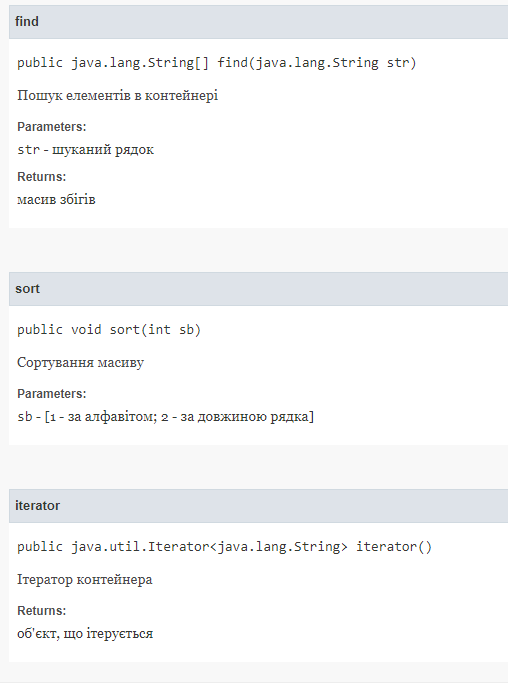 find
public java.lang.String[] find(java.lang.String str)
Пошук елементів в контейнері
Parameters:
str - шуканий рядок
Returns:
масив збігів
sort
public void sort(int sb)
Сортування масиву
Parameters:
sb - [1 - за алфавітом; 2 - за довжиною рядка]
iterator
public java.util.Iterator<java.lang.String> iterator()
Ітератор контейнера
Returns:
об'єкт, що ітерується